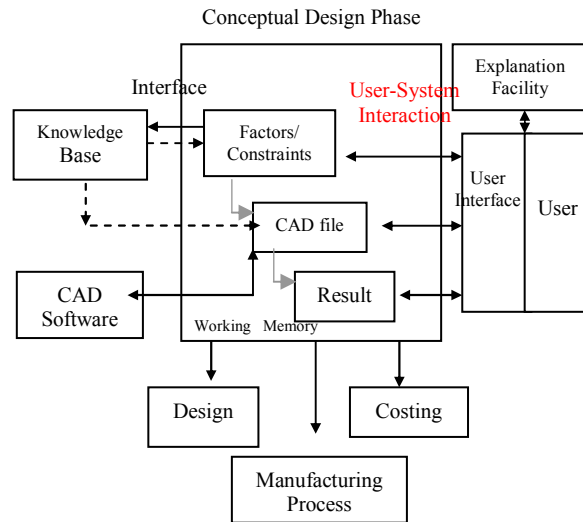 Conceptual Design Phase
Interface
User-System
Interaction
Explanation
Facility
Knowledge
Base
Factors/
Constraints
User
Interface
User
CAD file
CAD
Software
Result
Working Memory
Design
Costing
Manufacturing
Process